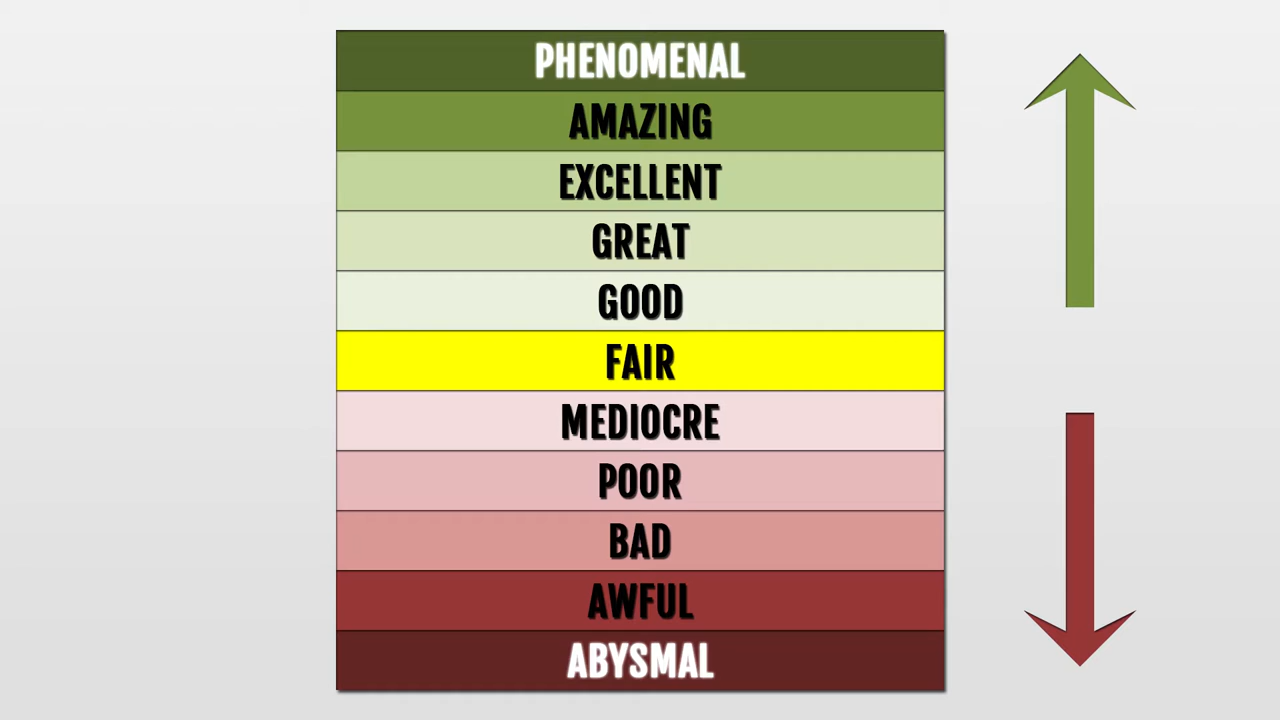 PHENOMENAL
AMAZING
EXCELLENT
GREAT
GOOD
FAIR
MEDIOCRE
POOR
BAD
AWFUL
ABYSMAL